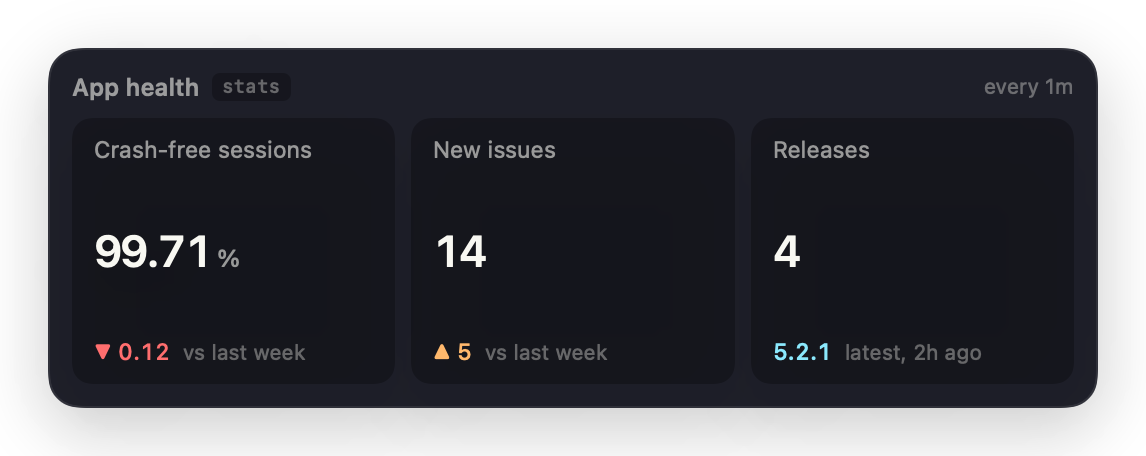 App health stats every 1m
Crash-free sessions
99.71 %
▼ 0.12 vs last week
New issues
14
▲ 5 vs last week
Releases
4
5.2.1 latest, 2h ago